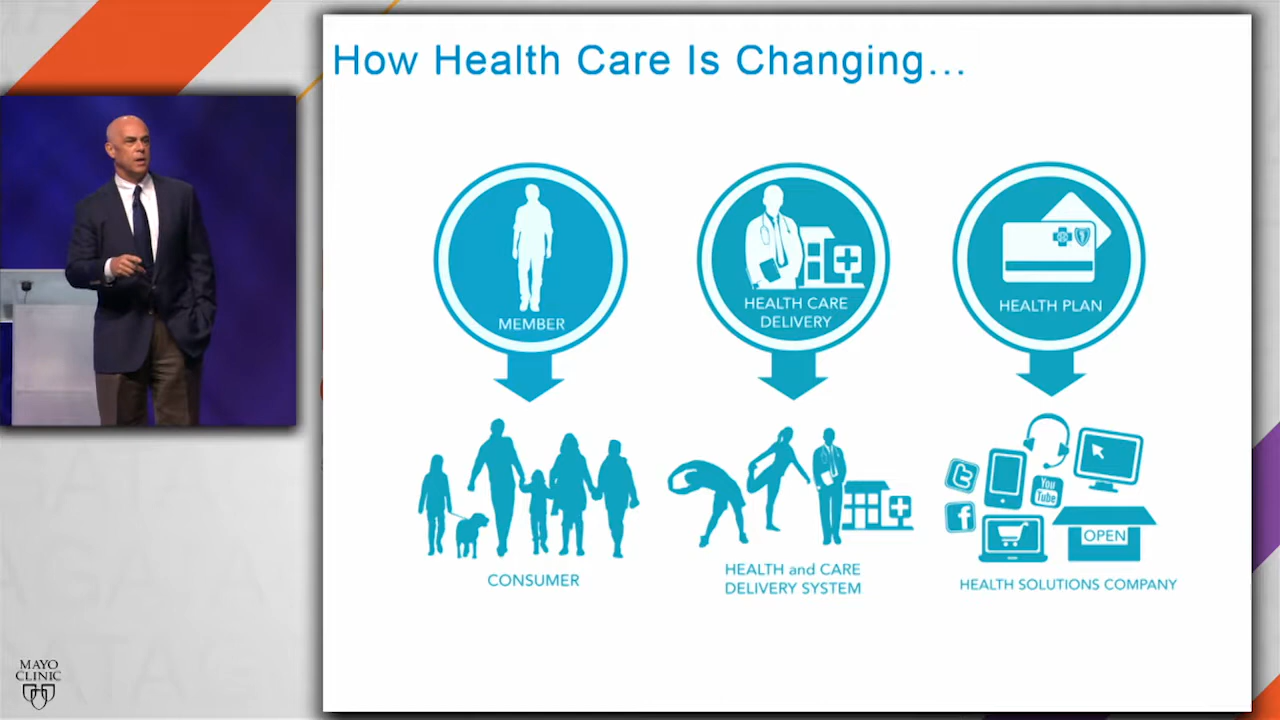 How Health Care Is Changing...
MEMBER
HEALTH CARE
DELIVERY
HEALTH PLAN
CONSUMER
HEALTH and CARE
DELIVERY SYSTEM
You
Tube
OPEN
HEALTH SOLUTIONS COMPANY
MAYO
CLINIC